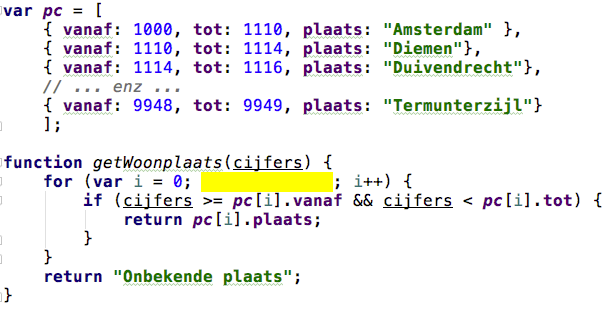 var pc = [
{ vanaf: 1000, tot: 1110, plaats: "Amsterdam" },
{ vanaf: 1110, tot: 1114, plaats: "Diemen"},
{ vanaf: 1114, tot: 1116, plaats: "Duivendrecht"},
// ... enz ...
{ vanaf: 9948, tot: 9949, plaats: "Termunterzijl"}
];
function getWoonplaats(cijfers) {
for (var i = 0; ; i++) {
if (cijfers >= pc[i].vanaf && cijfers < pc[i].tot) {
return pc[i].plaats;
}
}
return "Onbekende plaats";
}